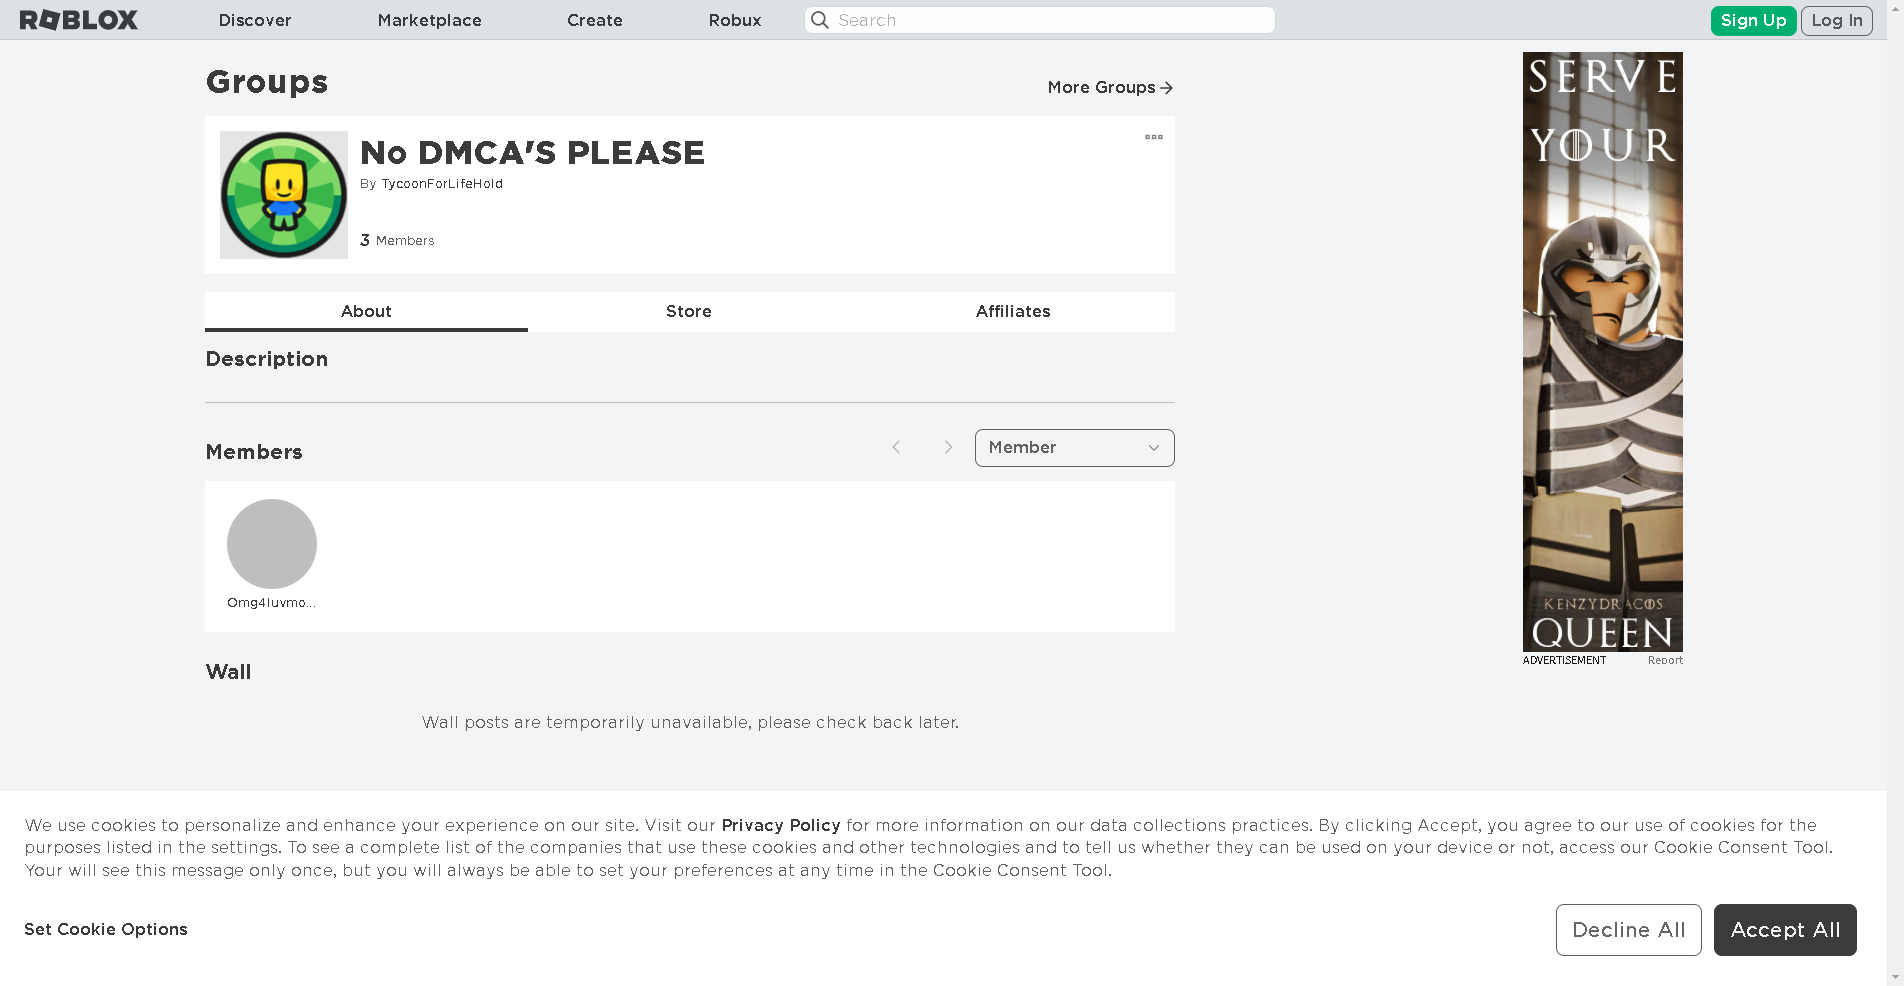 ROBLOX
Discover
Marketplace
Create
Robux
Search
Sign Up
Log In
Groups
More Groups
No DMCA'S PLEASE
By TycoonForLifeHold
3 Members
About
Store
Affiliates
Description
Members
Member
Omg4luvmo...
Wall
Wall posts are temporarily unavailable, please check back later.
SERVE
YOUR
KENZYDRACOS
QUEEN
ADVERTISEMENT
Report
We use cookies to personalize and enhance your experience on our site. Visit our Privacy Policy for more information on our data collections practices. By clicking Accept, you agree to our use of cookies for the
purposes listed in the settings. To see a complete list of the companies that use these cookies and other technologies and to tell us whether they can be used on your device or not, access our Cookie Consent Tool.
Your will see this message only once, but you will always be able to set your preferences at any time in the Cookie Consent Tool.
Set Cookie Options
Decline All
Accept All